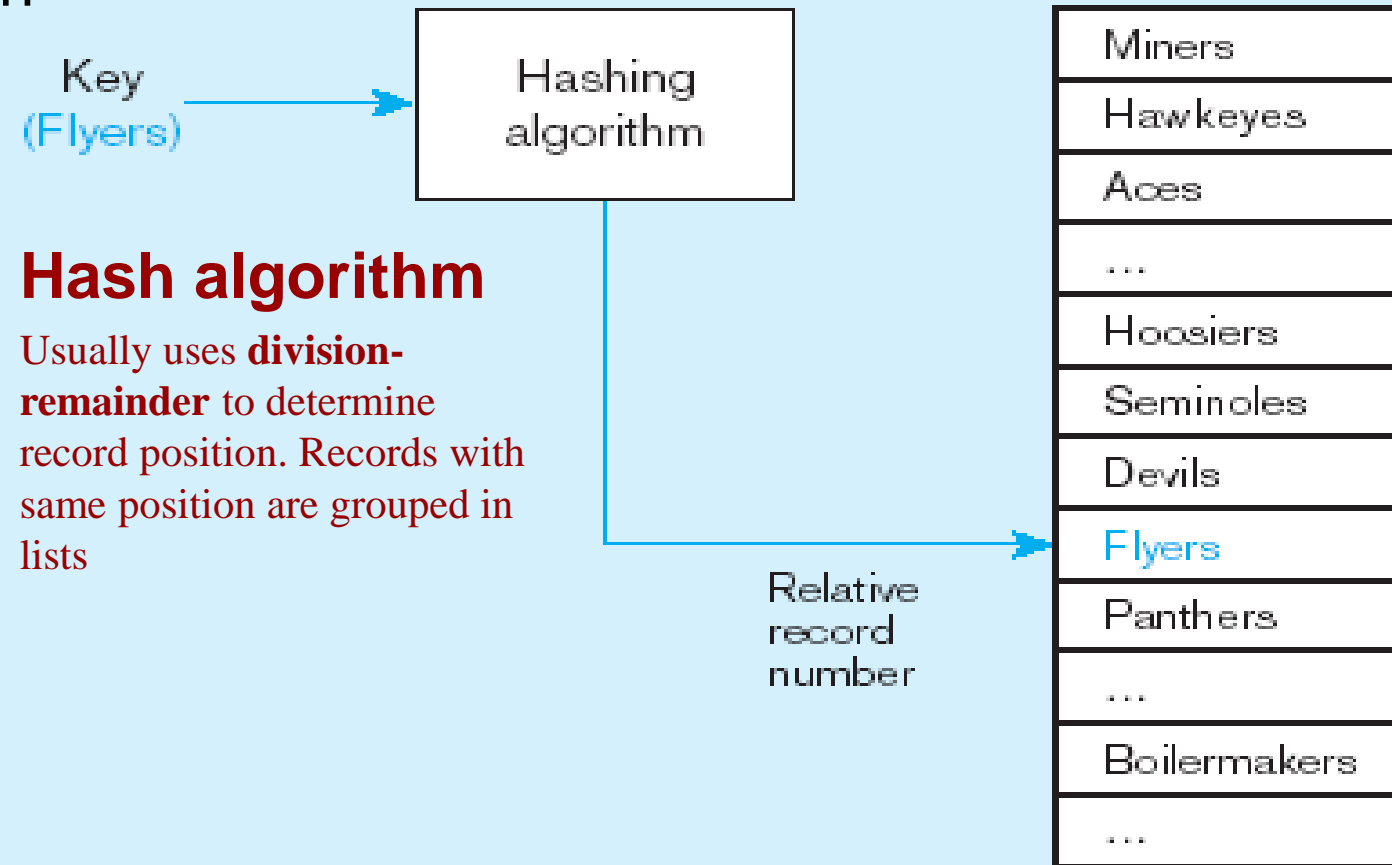 Key
(Flyers)
Hashing
algorithm
Hash algorithm
Usually uses division-
remainder to determine
record position. Records with
same position are grouped in
lists
Relative
record
number
Miners
Hawkeyes
Aces
...
Hoosiers
Seminoles
Devils
Flyers
Panthers
...
Boilermakers
...